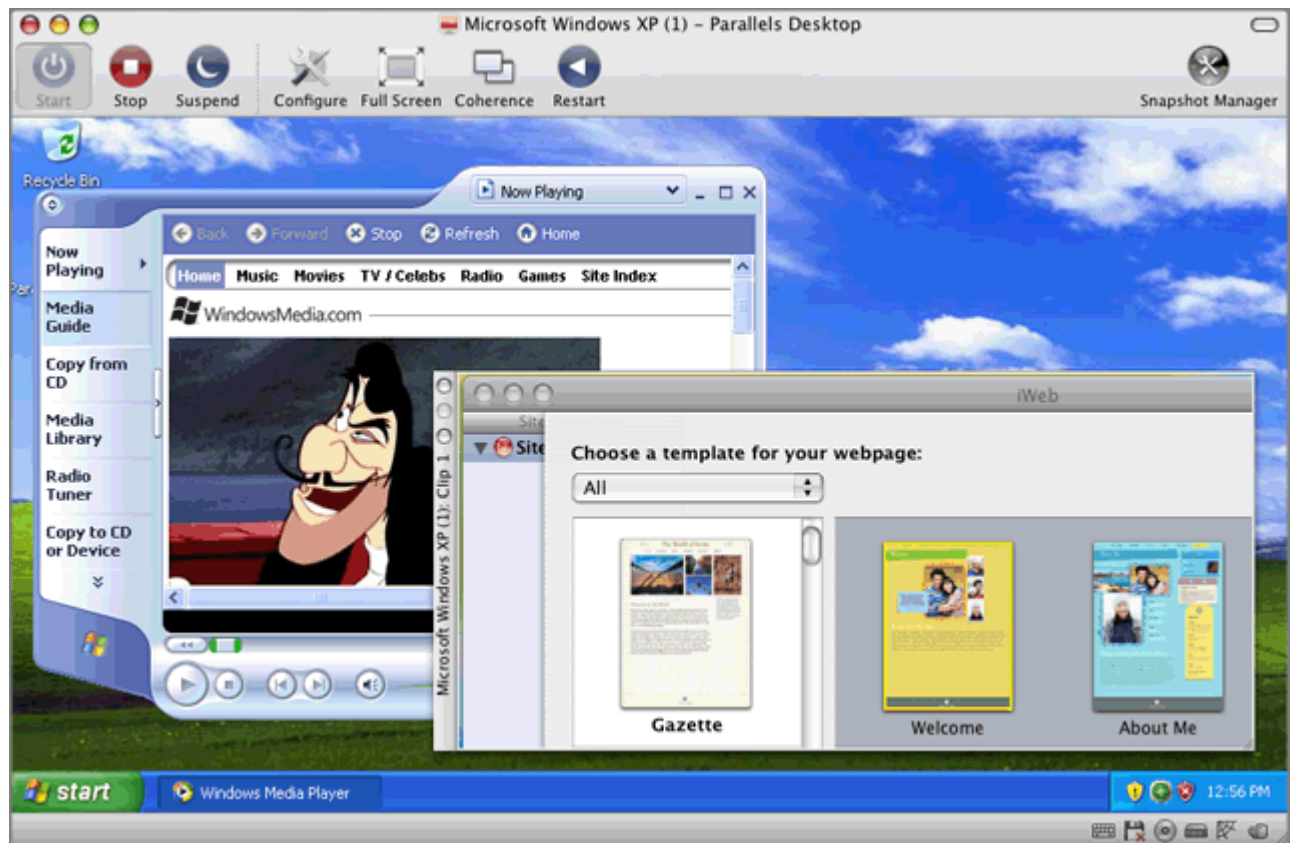 Microsoft Windows XP (1) – Parallels Desktop
Start
Stop
Suspend
Configure
Full Screen
Coherence
Restart
Snapshot Manager
Recycle Bin
Now Playing
Back
Forward
Stop
Refresh
Home
Now
Playing
Media
Guide
Copy from
CD
Media
Library
Radio
Tuner
Copy to CD
or Device
Home Music Movies TV / Celebs Radio Games Site Index
WindowsMedia.com
Microsoft Windows XP (1): Clip 1
iWeb
Site
Choose a template for your webpage:
All
Gazette
Welcome
About Me
start
Windows Media Player
12:56 PM